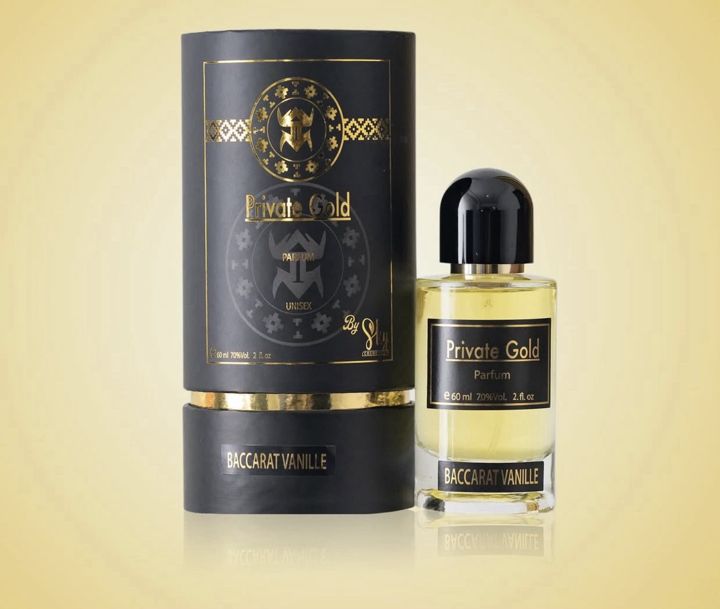 Private Gold
PARFUM
UNISEX
By
e 60 ml 70%Vol. 2 fl. oz
BACCARAT VANILLE
Private Gold
Parfum
e 60 ml 70%Vol. 2. fl. oz
BACCARAT VANILLE